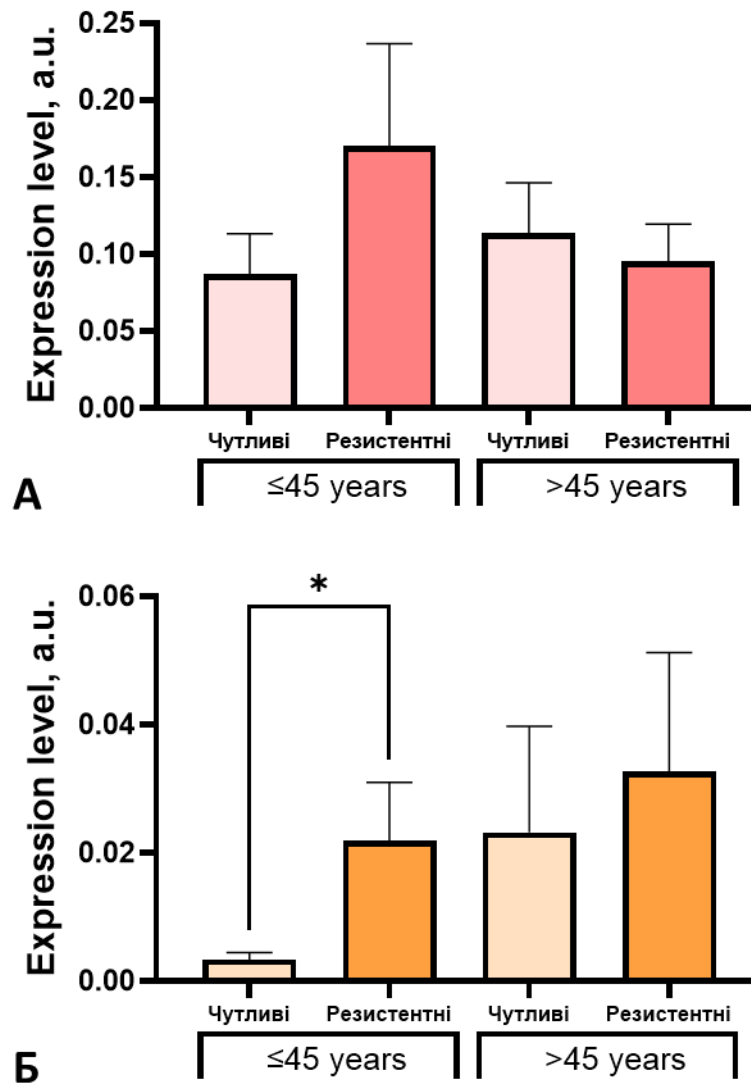 Expression level, a.u.
0.25
0.20
0.15
0.10
0.05
0.00
Чутливі Резистентні Чутливі Резистентні
≤45 years >45 years
А
*
Expression level, a.u.
0.06
0.04
0.02
0.00
Чутливі Резистентні Чутливі Резистентні
≤45 years >45 years
Б